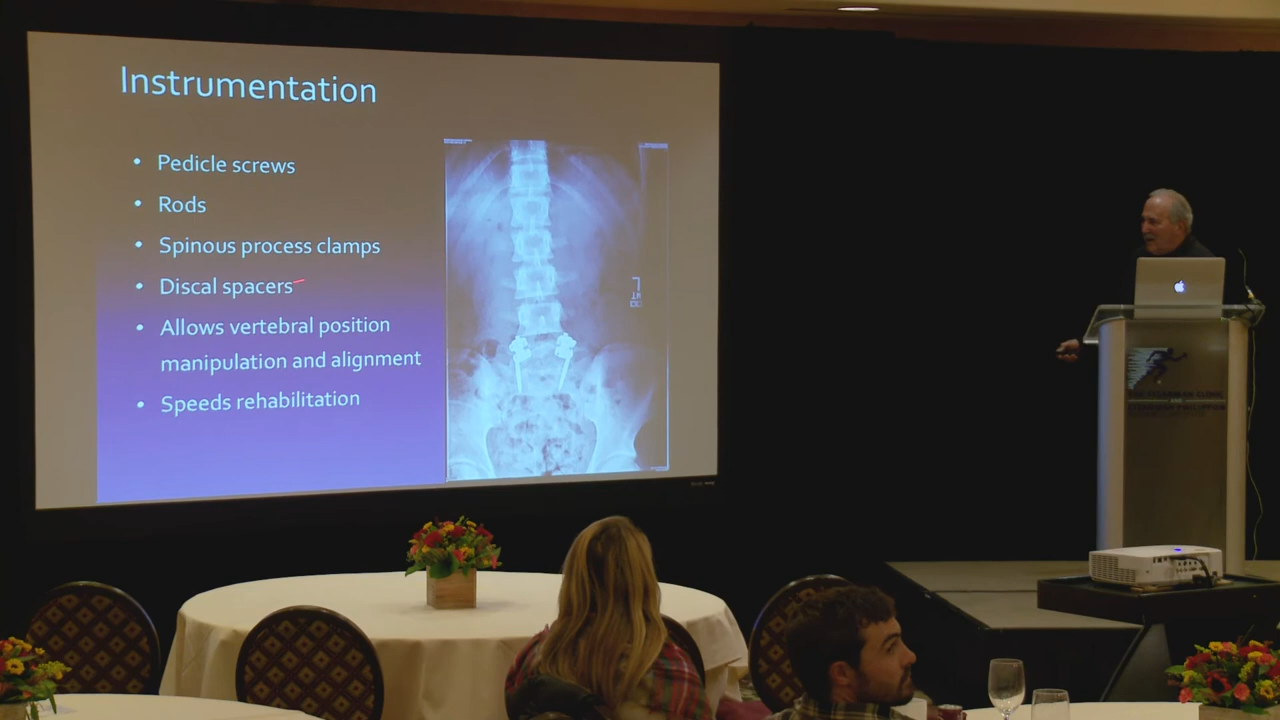 Instrumentation
• Pedicle screws
• Rods
• Spinous process clamps
• Discal spacers
• Allows vertebral position
manipulation and alignment
• Speeds rehabilitation
L